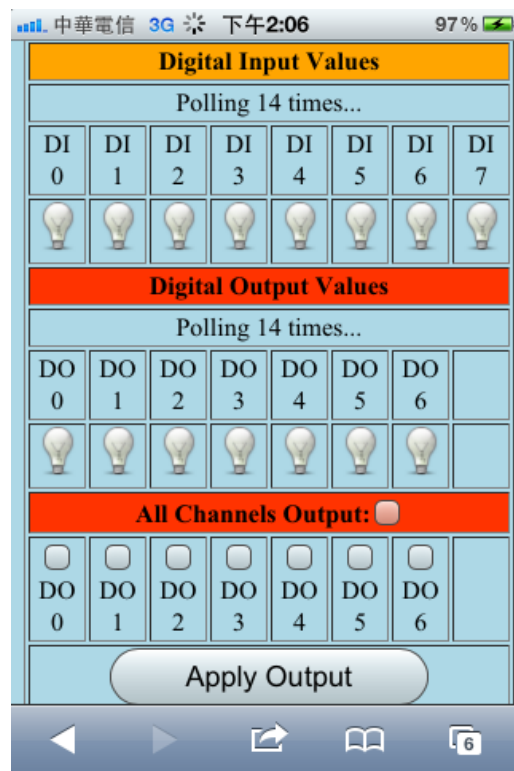 中華電信 3G 下午2:06 97%
Digital Input Values
Polling 14 times...
DI DI DI DI DI DI DI DI
0 1 2 3 4 5 6 7
Digital Output Values
Polling 14 times...
DO DO DO DO DO DO DO
0 1 2 3 4 5 6
All Channels Output:
DO DO DO DO DO DO DO
0 1 2 3 4 5 6
Apply Output
6